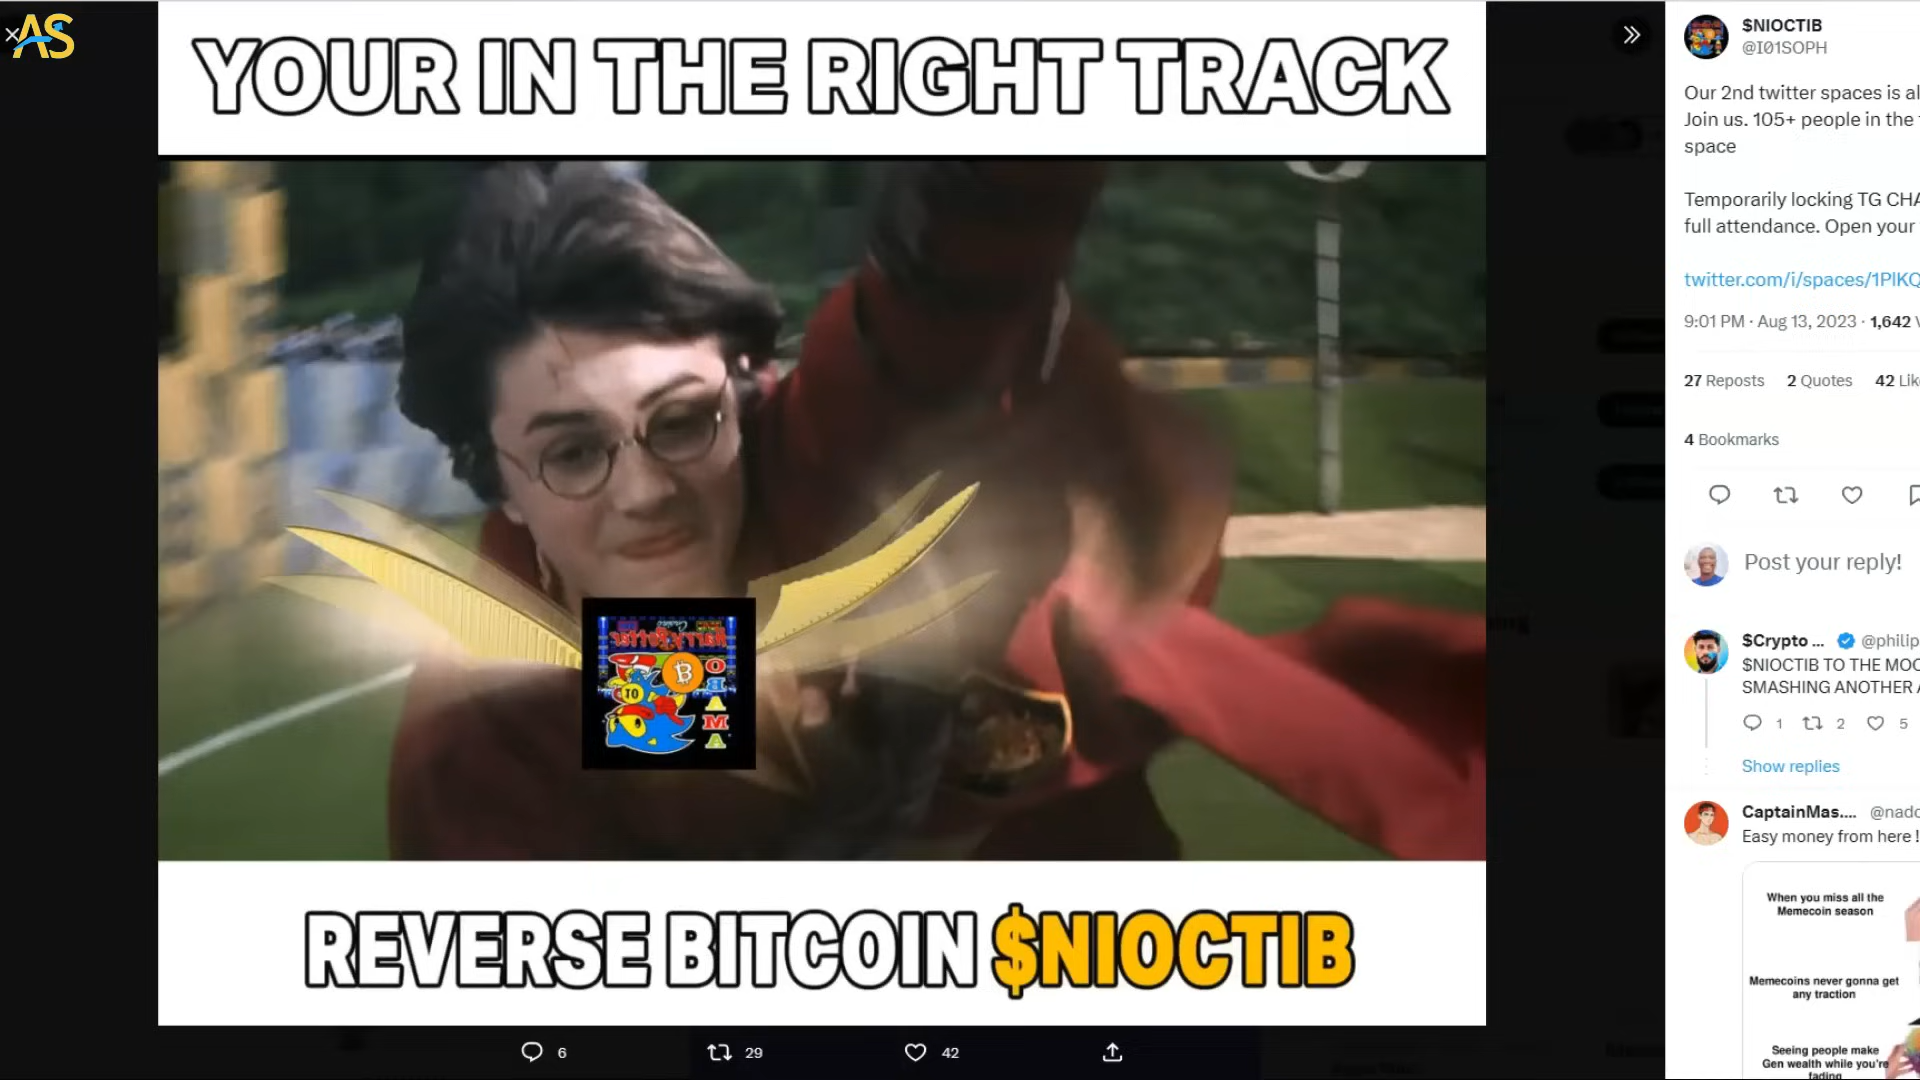 AS
YOUR IN THE RIGHT TRACK
TO
OBAMA
REVERSE BITCOIN $NIOCTIB
6
29
42
$NIOCTIB
@I01SOPH
Our 2nd twitter spaces is al
Join us. 105+ people in the
space
Temporarily locking TG CHA
full attendance. Open your
twitter.com/i/spaces/1PlKQ
9:01 PM · Aug 13, 2023 · 1,642
27 Reposts 2 Quotes 42 Lik
4 Bookmarks
Post your reply!
$Crypto ... @philip
$NIOCTIB TO THE MOO
SMASHING ANOTHER A
1 2 5
Show replies
CaptainMas.... @nado
Easy money from here !
When you miss all the
Memecoin season
Memecoins never gonna get
any traction
Seeing people make
Gen wealth while you're
fading